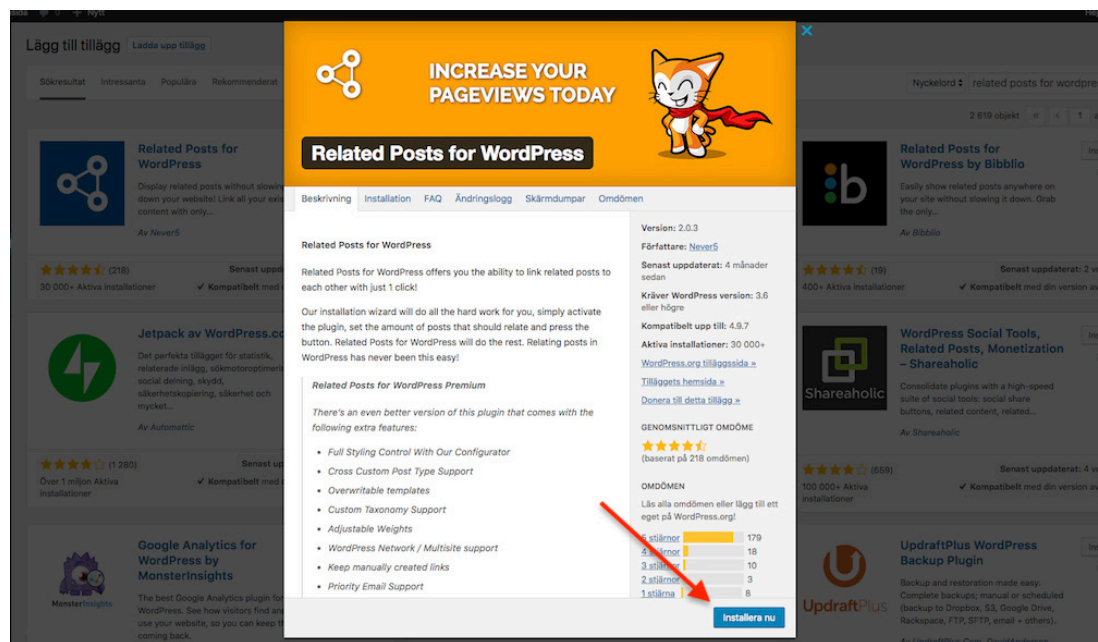 0 + Nytt
Lägg till tillägg Ladda upp tillägg
Sökresultat Intressanta Populära Rekommenderat
Nyckelord related posts for wordpre
2 619 objekt « ‹ 1
Related Posts for
WordPress
Display related posts without slowing
down your website! Link all your exis
content with only...
Av Never5
(218)
Senast uppd
30 000+ Aktiva installationer
Kompatibelt med
Jetpack av WordPress.co
Det perfekta tillägget för statistik,
relaterade inlägg, sökmotoroptimeri
social delning, skydd,
säkerhetskopiering, säkerhet och
mycket...
Av Automattic
(1 280)
Senast up
Över 1 miljon Aktiva
installationer
Kompatibelt med
MonsterInsights
Google Analytics for
WordPress by
MonsterInsights
The best Google Analytics plugin for
WordPress. See how visitors find an
use your website, so you can keep t
coming back.
INCREASE YOUR
PAGEVIEWS TODAY
Related Posts for WordPress
Beskrivning Installation FAQ Ändringslogg Skärmdumpar Omdömen
Related Posts for WordPress
Related Posts for WordPress offers you the ability to link related posts to
each other with just 1 click!
Our installation wizard will do all the hard work for you, simply activate
the plugin, set the amount of posts that should relate and press the
button. Related Posts for WordPress will do the rest. Relating posts in
WordPress has never been this easy!
Related Posts for WordPress Premium
There's an even better version of this plugin that comes with the
following extra features:
• Full Styling Control With Our Configurator
• Cross Custom Post Type Support
• Overwritable templates
• Custom Taxonomy Support
• Adjustable Weights
• WordPress Network / Multisite support
• Keep manually created links
• Priority Email Support
Version: 2.0.3
Författare: Never5
Senast uppdaterat: 4 månader
sedan
Kräver WordPress version: 3.6
eller högre
Kompatibelt upp till: 4.9.7
Aktiva installationer: 30 000+
WordPress.org tilläggssida »
Tilläggets hemsida »
Donera till detta tillägg »
GENOMSNITTLIGT OMDÖME
(baserat på 218 omdömen)
OMDÖMEN
Läs alla omdömen eller lägg till ett
eget på WordPress.org!
5 stjärnor 179
4 stjärnor 18
3 stjärnor 10
2 stjärnor 3
1 stjärna 8
Installera nu
b
Related Posts for
WordPress by Bibblio
Easily show related posts anywhere on
your site without slowing it down. Grab
the only...
Av Bibblio
(19)
Senast uppdaterat: 2 v
400+ Aktiva installationer
Kompatibelt med din version av
Shareaholic
WordPress Social Tools,
Related Posts, Monetization
– Shareaholic
Consolidate plugins with a high-speed
suite of social tools: social share
buttons, related content, related...
Av Shareaholic
(659)
Senast uppdaterat: 4 v
100 000+ Aktiva
installationer
Kompatibelt med din version av
UpdraftPlus
UpdraftPlus WordPress
Backup Plugin
Backup and restoration made easy.
Complete backups; manual or scheduled
(backup to Dropbox, S3, Google Drive,
Rackspace, FTP, SFTP, email + others).